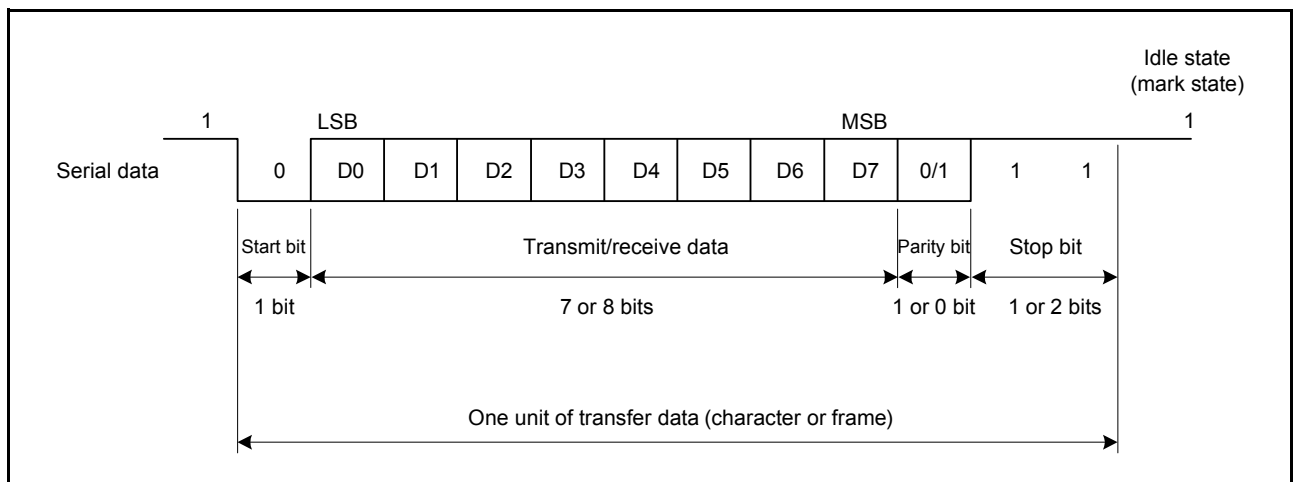 Idle state
(mark state)
1 LSB MSB 1
Serial data 0 D0 D1 D2 D3 D4 D5 D6 D7 0/1 1 1
Start bit Transmit/receive data Parity bit Stop bit
1 bit 7 or 8 bits 1 or 0 bit 1 or 2 bits
One unit of transfer data (character or frame)